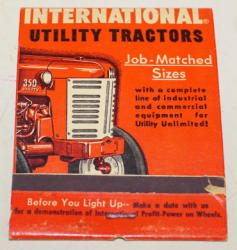 INTERNATIONAL®
UTILITY TRACTORS
Job-Matched
Sizes
with a complete
line of industrial
and commercial
equipment for
Utility Unlimited!
350
UTILITY
Before You Light Up-- Make a date with us
for a demonstration of International Profit-Power on Wheels.